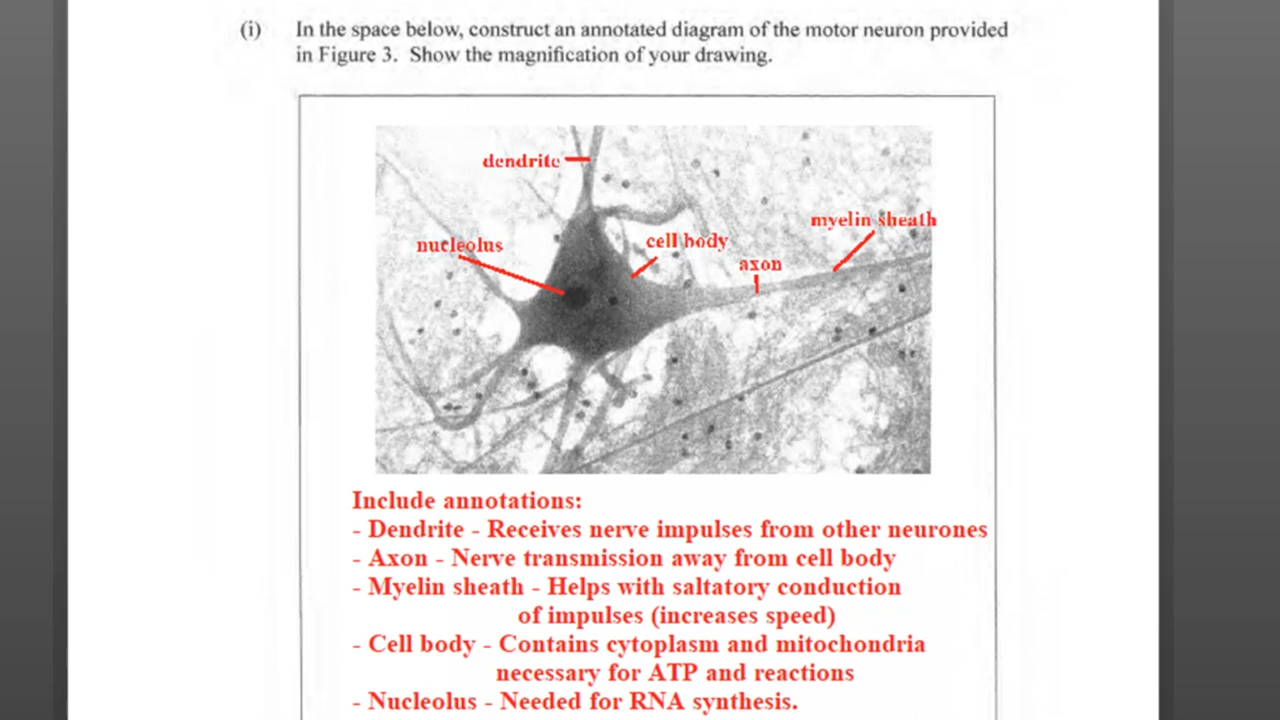 (i) In the space below, construct an annotated diagram of the motor neuron provided
in Figure 3. Show the magnification of your drawing.
dendrite
myelin sheath
nucleolus
cell body
axon
Include annotations:
- Dendrite - Receives nerve impulses from other neurones
- Axon - Nerve transmission away from cell body
- Myelin sheath - Helps with saltatory conduction
of impulses (increases speed)
- Cell body - Contains cytoplasm and mitochondria
necessary for ATP and reactions
- Nucleolus - Needed for RNA synthesis.